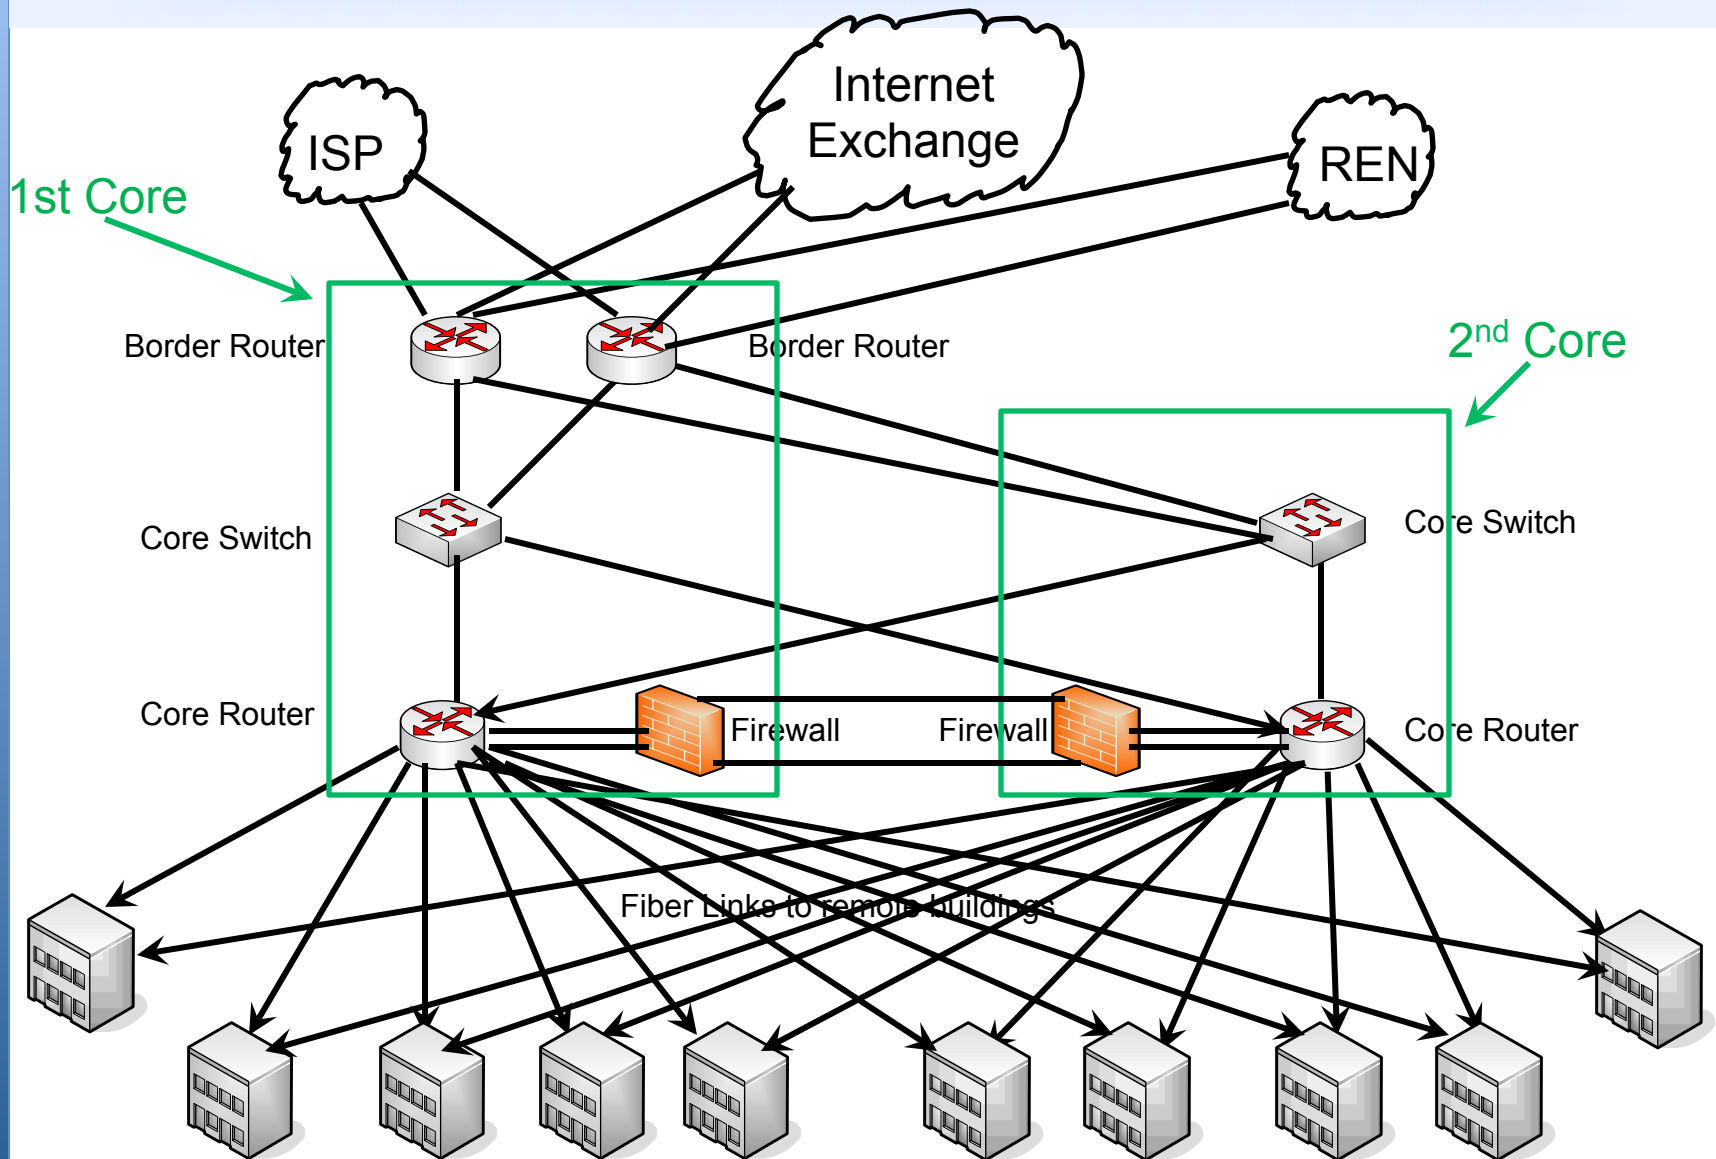 Internet
Exchange
ISP
REN
1st Core
Border Router
Border Router
2nd Core
Core Switch
Core Switch
Core Router
Firewall
Firewall
Core Router
Fiber Links to remote buildings